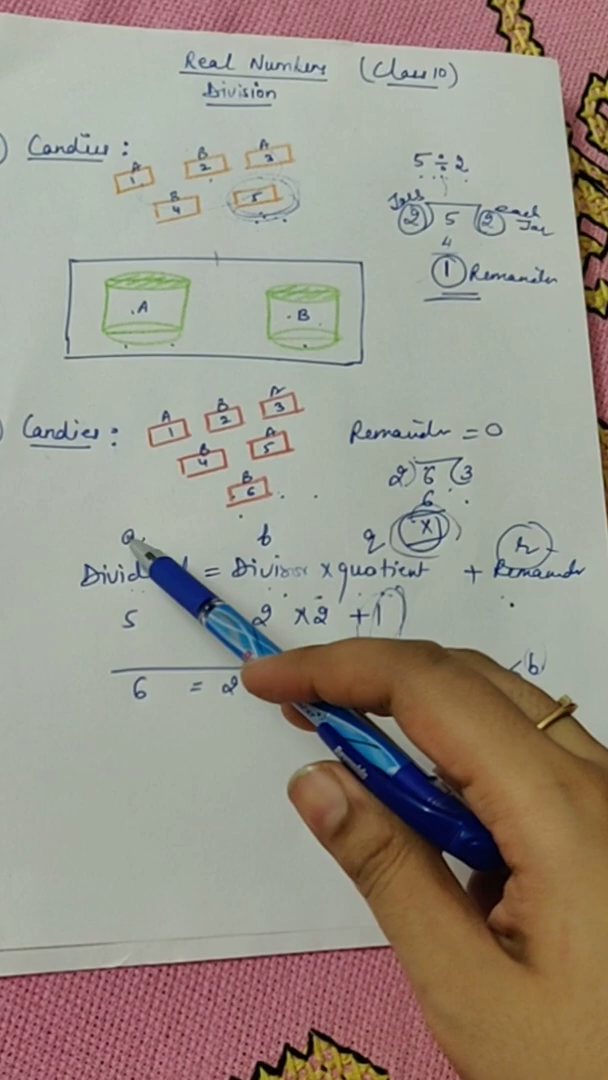 Real Numbers (Class 10)
Division
) Candies :
A 1
B 2
A 3
B 4
5
5 ÷ 2
Jars 2 5 2 each Jar
4
1 Remainder
A
B
) Candies :
A 1
B 2
A 3
B 4
A 5
B 6
Remainder = 0
2) 6 (3
6
x
a b q r
= Divisor x quotient + Remainder
5 2 x 2 + 1
6 = 2
b